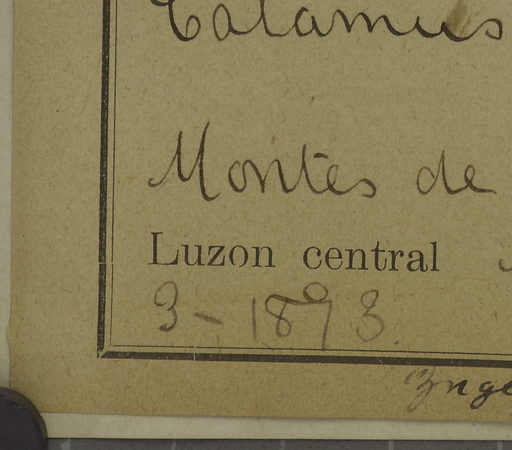 Calamus
Montes de
Luzon central
3-1893.